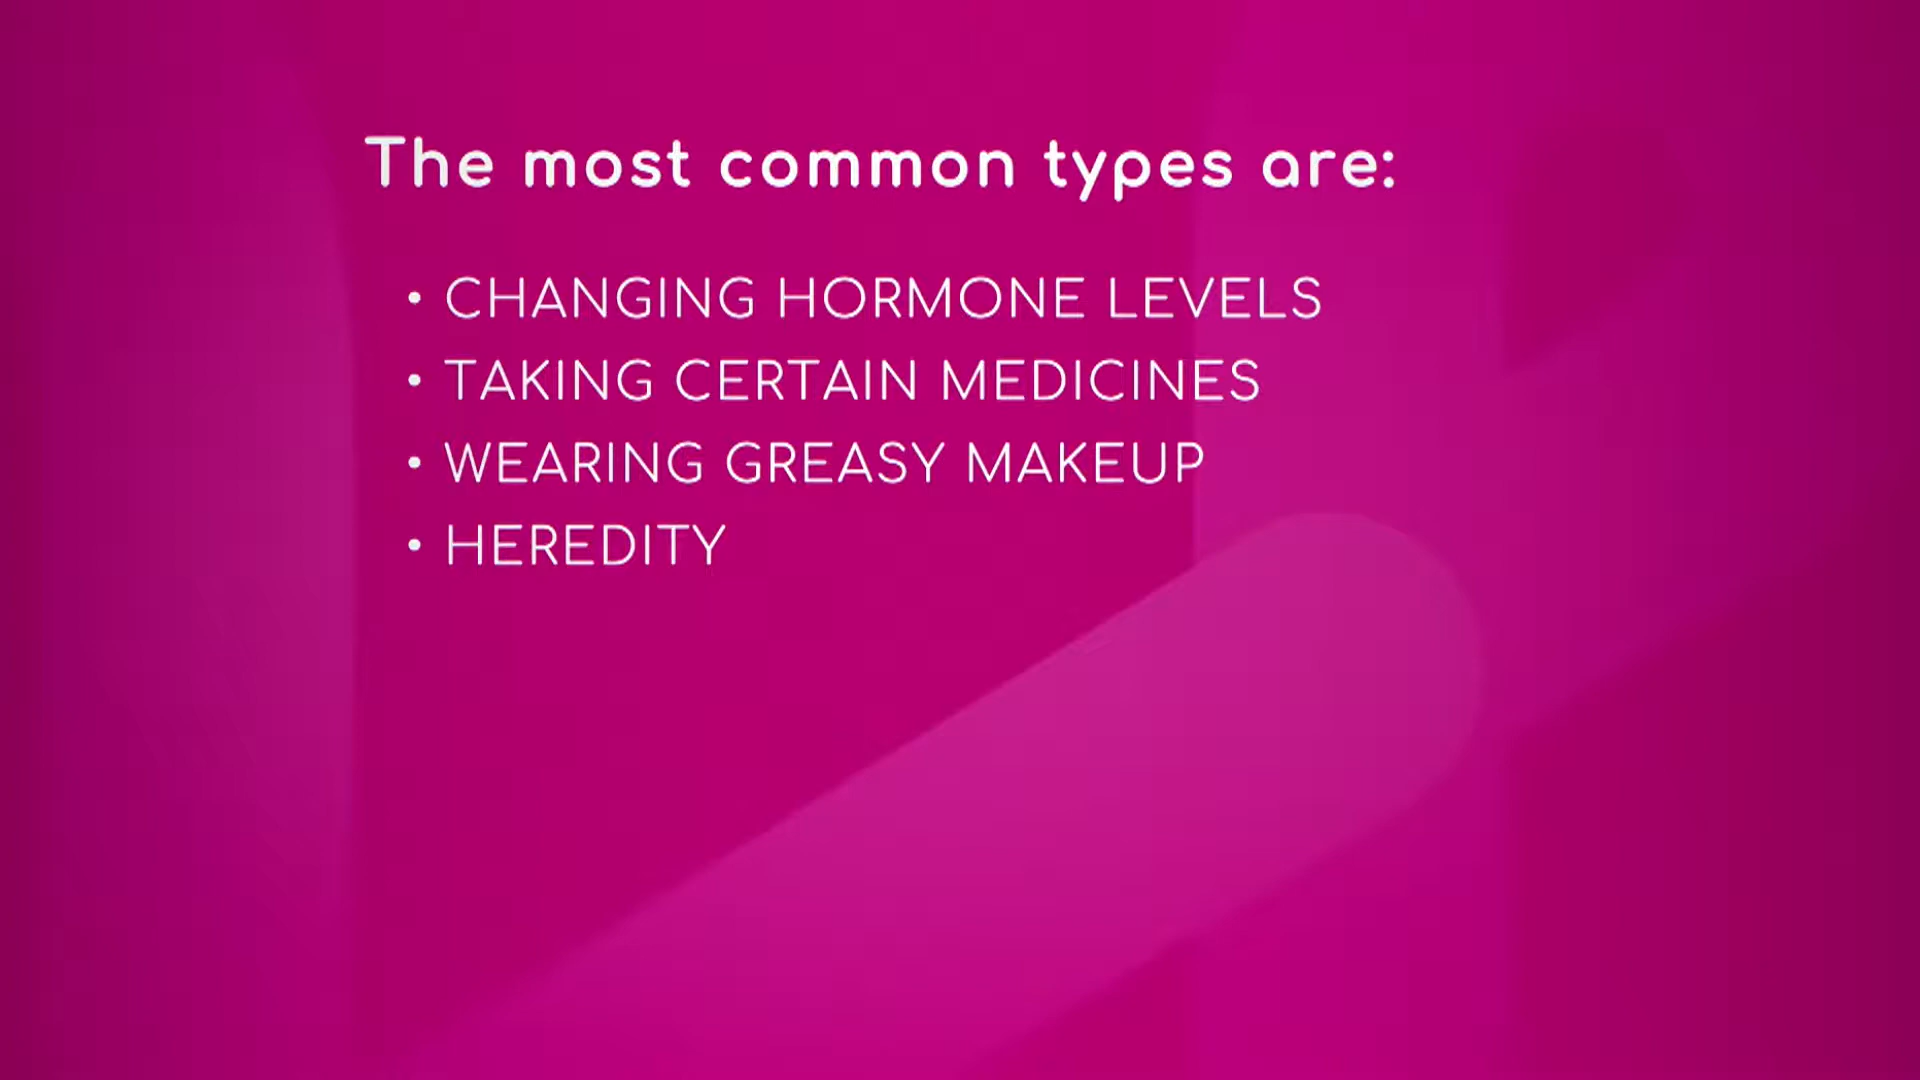 The most common types are:
• CHANGING HORMONE LEVELS
• TAKING CERTAIN MEDICINES
• WEARING GREASY MAKEUP
• HEREDITY